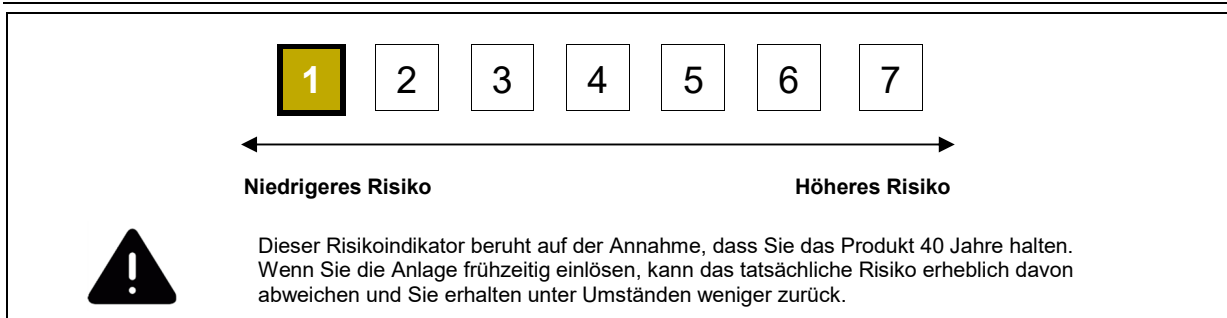 1 2 3 4 5 6 7
Niedrigeres Risiko Höheres Risiko
Dieser Risikoindikator beruht auf der Annahme, dass Sie das Produkt 40 Jahre halten.
Wenn Sie die Anlage frühzeitig einlösen, kann das tatsächliche Risiko erheblich davon
abweichen und Sie erhalten unter Umständen weniger zurück.